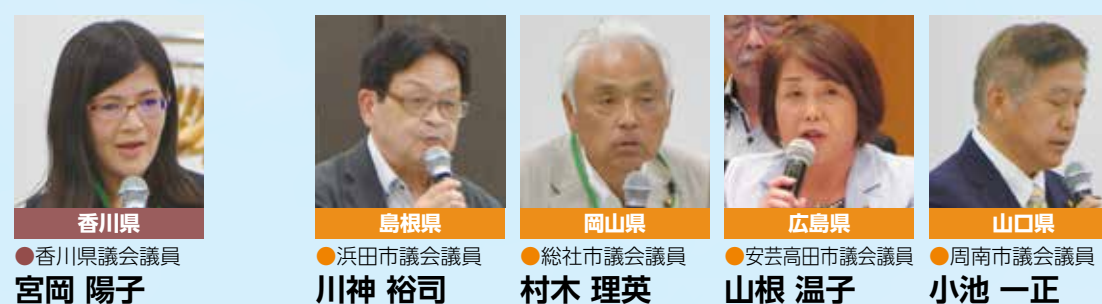 香川県
●香川県議会議員
宮岡 陽子
島根県
●浜田市議会議員
川神 裕司
岡山県
●総社市議会議員
村木 理英
広島県
●安芸高田市議会議員
山根 温子
山口県
●周南市議会議員
小池 一正